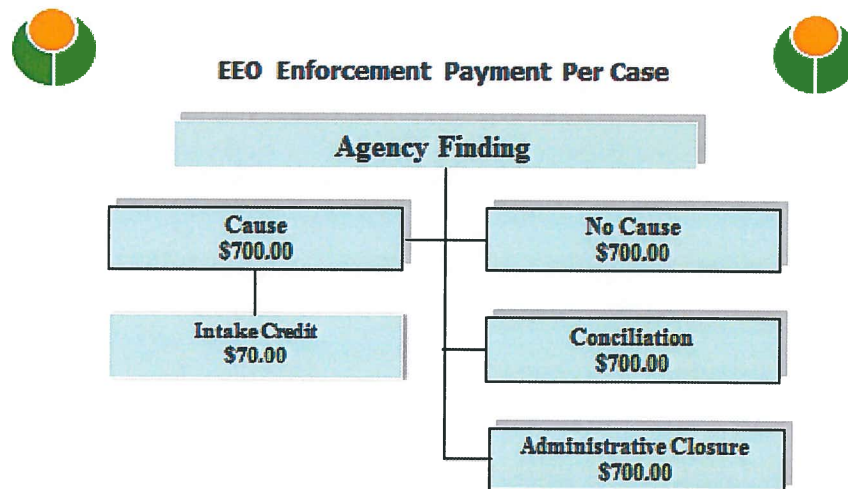 EEO Enforcement Payment Per Case
Agency Finding
Cause
$700.00
No Cause
$700.00
Intake Credit
$70.00
Conciliation
$700.00
Administrative Closure
$700.00